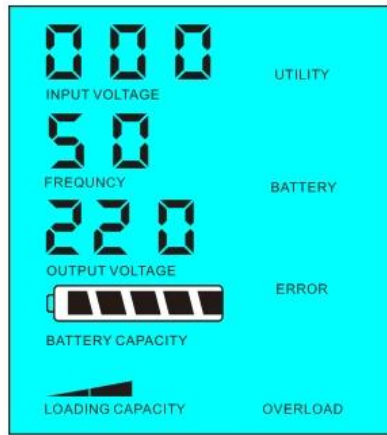 000
UTILITY
INPUT VOLTAGE
50
FREQUNCY
BATTERY
220
OUTPUT VOLTAGE
ERROR
BATTERY CAPACITY
LOADING CAPACITY
OVERLOAD